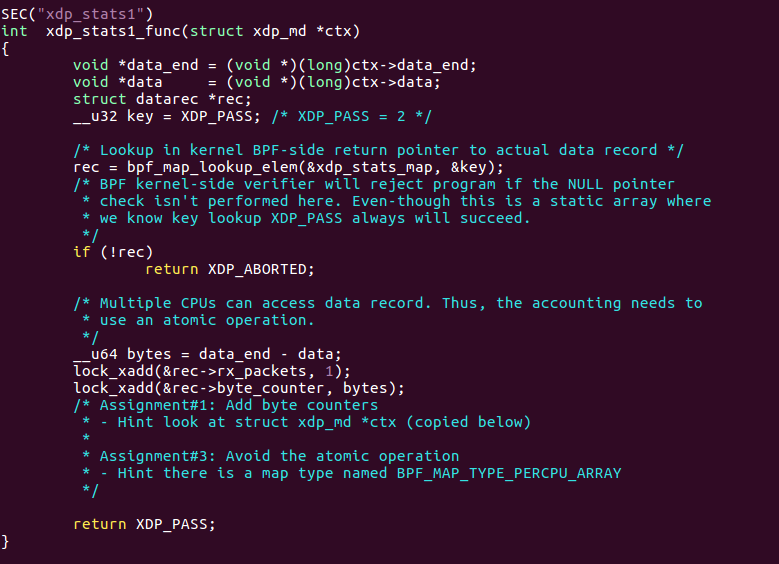 SEC("xdp_stats1")
int  xdp_stats1_func(struct xdp_md *ctx)
{
        void *data_end = (void *)(long)ctx->data_end;
        void *data     = (void *)(long)ctx->data;
        struct datarec *rec;
        __u32 key = XDP_PASS; /* XDP_PASS = 2 */

        /* Lookup in kernel BPF-side return pointer to actual data record */
        rec = bpf_map_lookup_elem(&xdp_stats_map, &key);
        /* BPF kernel-side verifier will reject program if the NULL pointer
         * check isn't performed here. Even-though this is a static array where
         * we know key lookup XDP_PASS always will succeed.
         */
        if (!rec)
                return XDP_ABORTED;

        /* Multiple CPUs can access data record. Thus, the accounting needs to
         * use an atomic operation.
         */
        __u64 bytes = data_end - data;
        lock_xadd(&rec->rx_packets, 1);
        lock_xadd(&rec->byte_counter, bytes);
        /* Assignment#1: Add byte counters
         * - Hint look at struct xdp_md *ctx (copied below)
         *
         * Assignment#3: Avoid the atomic operation
         * - Hint there is a map type named BPF_MAP_TYPE_PERCPU_ARRAY
         */

        return XDP_PASS;
}